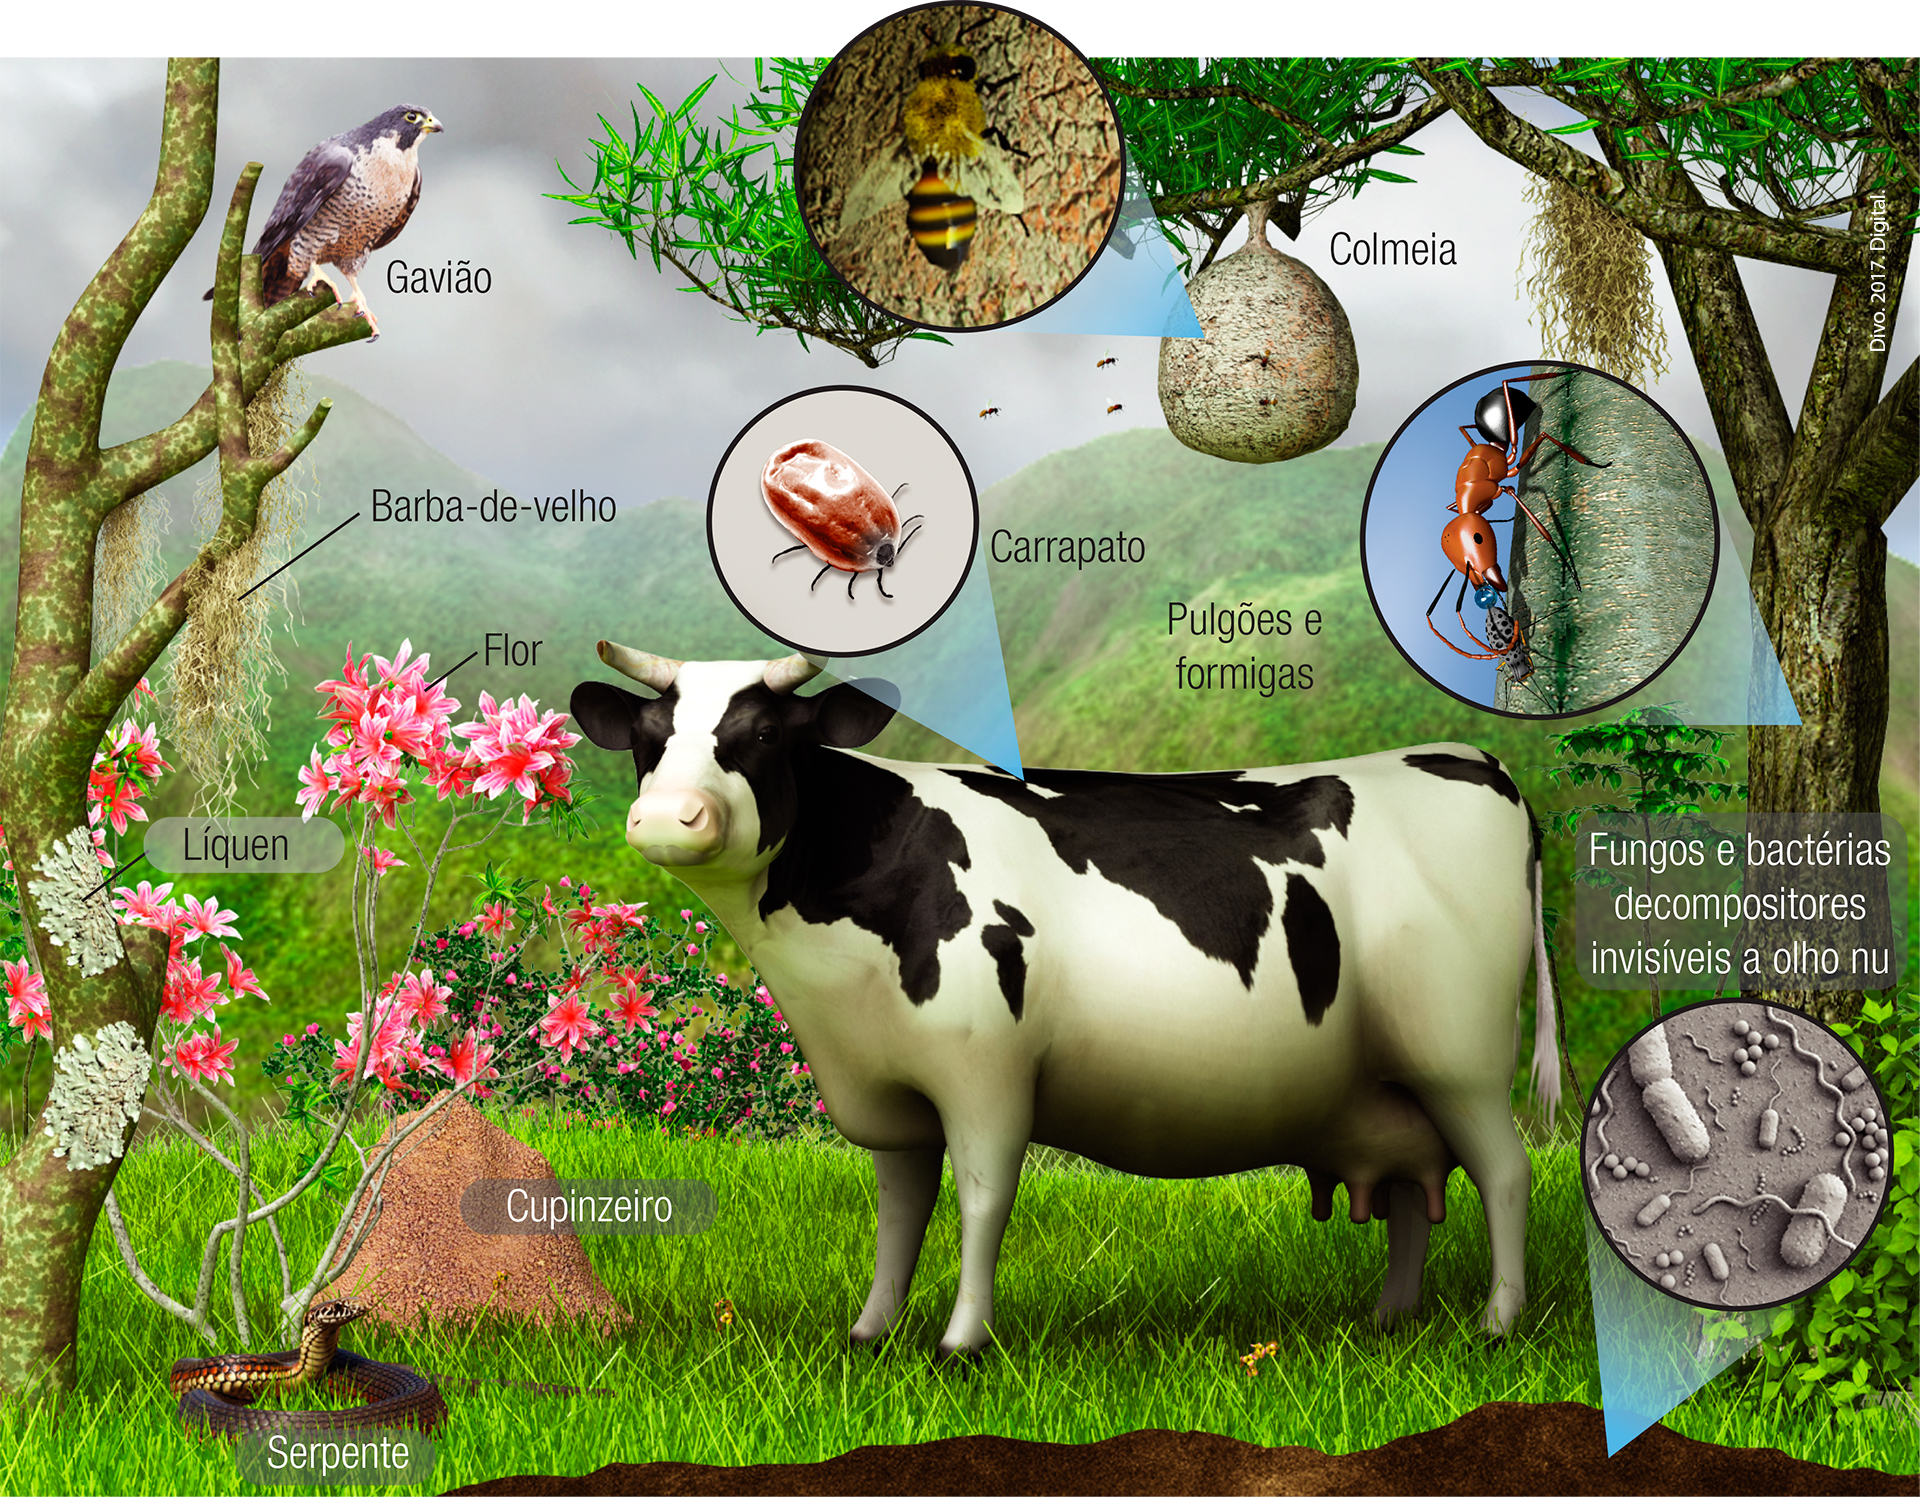 Gavião
Colmeia
Divo. 2017. Digital.
Barba-de-velho
Carrapato
Pulgões e
formigas
Flor
Líquen
Fungos e bactérias
decompositores
invisíveis a olho nu
Cupinzeiro
Serpente